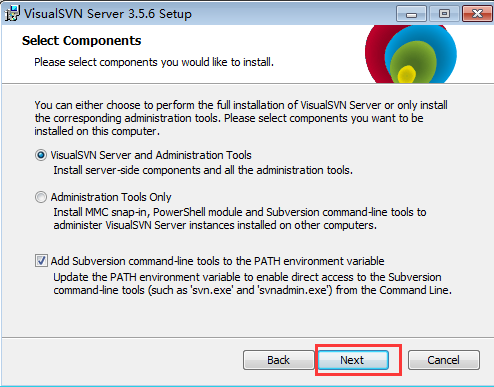 VisualSVN Server 3.5.6 Setup
Select Components
Please select components you would like to install.
You can either choose to perform the full installation of VisualSVN Server or only install
the corresponding administration tools. Please select components you want to be
installed on this computer.
VisualSVN Server and Administration Tools
Install server-side components and all the administration tools.
Administration Tools Only
Install MMC snap-in, PowerShell module and Subversion command-line tools to
administer VisualSVN Server instances installed on other computers.
Add Subversion command-line tools to the PATH environment variable
Update the PATH environment variable to enable direct access to the Subversion
command-line tools (such as 'svn.exe' and 'svnadmin.exe') from the Command Line.
Back Next Cancel